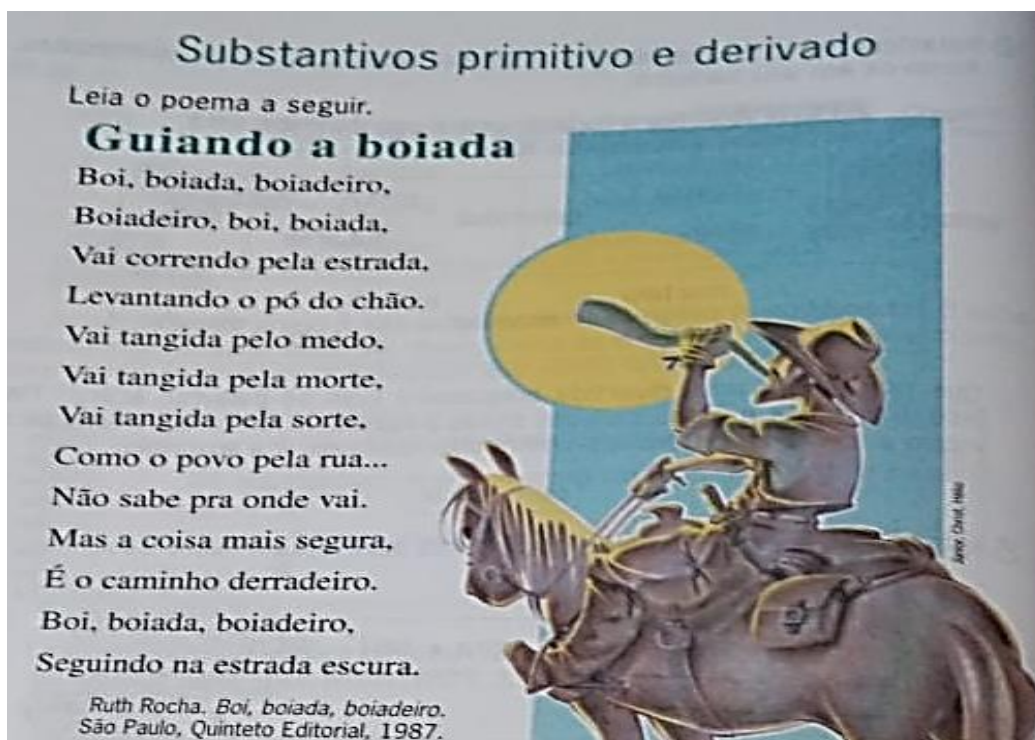 Substantivos primitivo e derivado
Leia o poema a seguir.
Guiando a boiada
Boi, boiada, boiadeiro,
Boiadeiro, boi, boiada,
Vai correndo pela estrada,
Levantando o pó do chão.
Vai tangida pelo medo,
Vai tangida pela morte,
Vai tangida pela sorte,
Como o povo pela rua...
Não sabe pra onde vai.
Mas a coisa mais segura,
É o caminho derradeiro.
Boi, boiada, boiadeiro,
Seguindo na estrada escura.
Ruth Rocha. Boi, boiada, boiadeiro.
São Paulo, Quinteto Editorial, 1987.